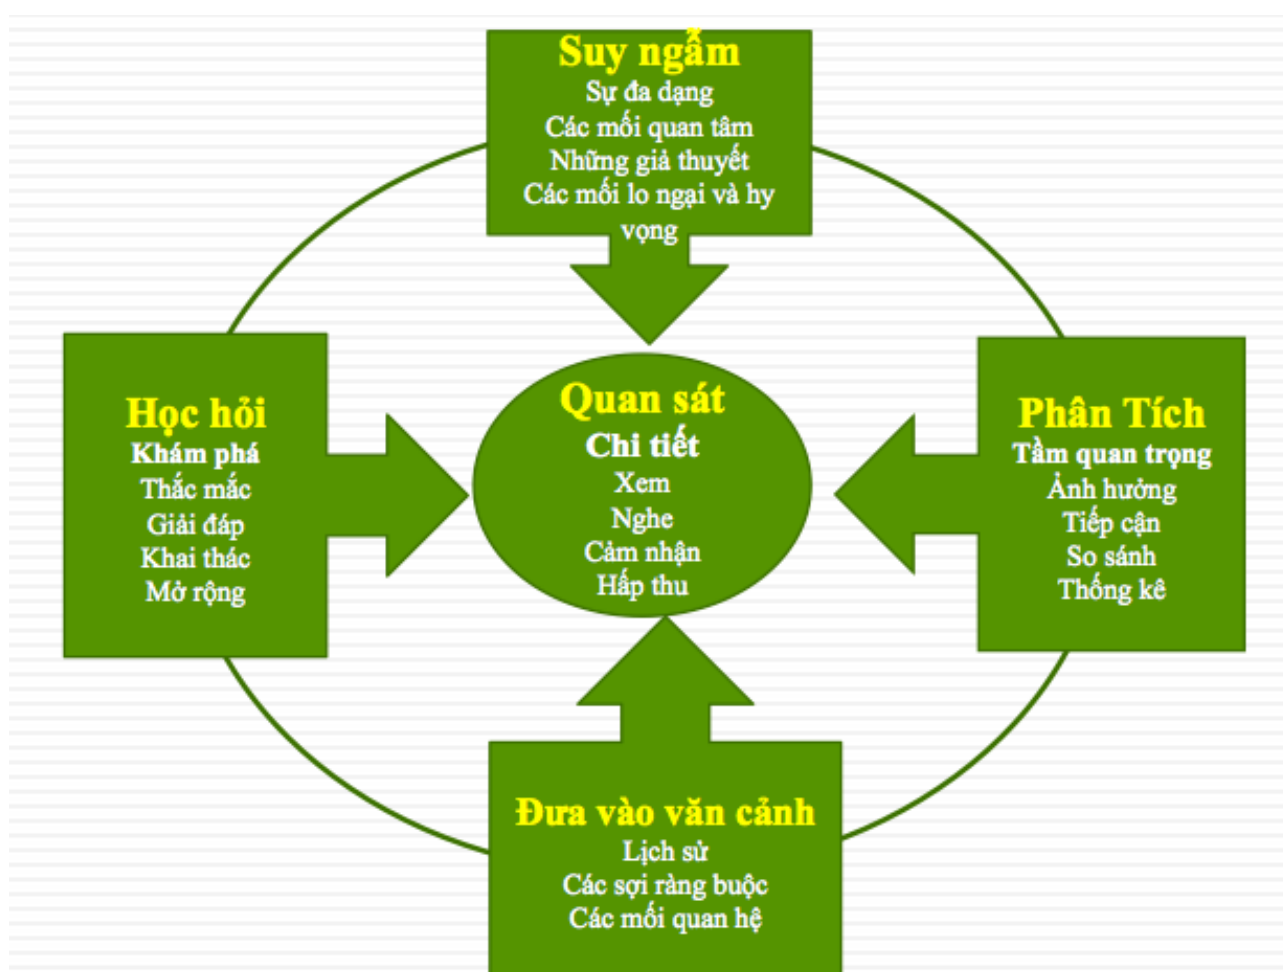 Suy ngẫm
Sự đa dạng
Các mối quan tâm
Những giả thuyết
Các mối lo ngại và hy
vọng
Học hỏi
Khám phá
Thắc mắc
Giải đáp
Khai thác
Mở rộng
Quan sát
Chi tiết
Xem
Nghe
Cảm nhận
Hấp thu
Phân Tích
Tầm quan trọng
Ảnh hưởng
Tiếp cận
So sánh
Thống kê
Đưa vào văn cảnh
Lịch sử
Các sợi ràng buộc
Các mối quan hệ